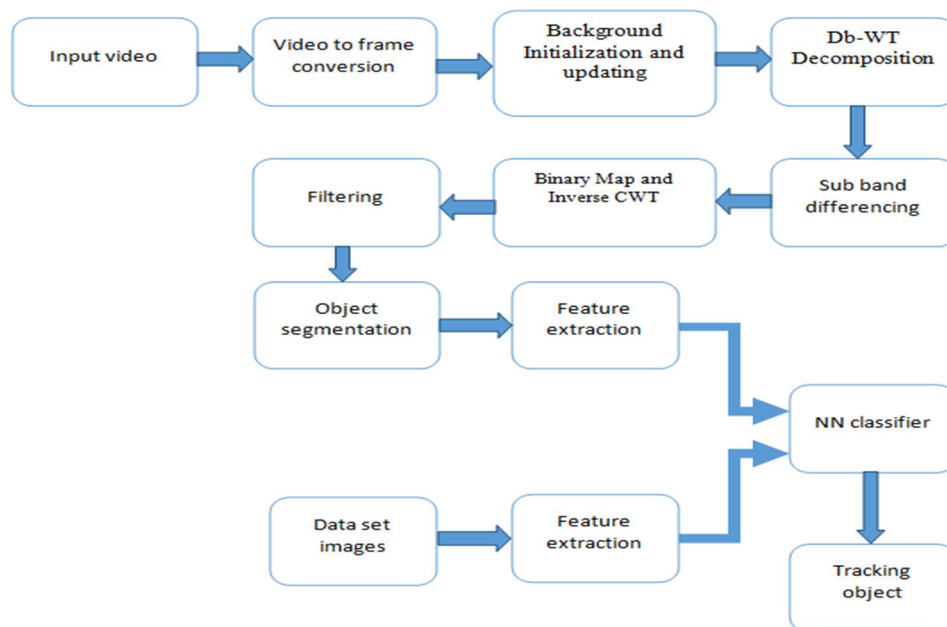 Input video
Video to frame
conversion
Background
Initialization and
updating
Db-WT
Decomposition
Sub band
differencing
Binary Map and
Inverse CWT
Filtering
Object
segmentation
Feature
extraction
NN classifier
Data set
images
Feature
extraction
Tracking
object